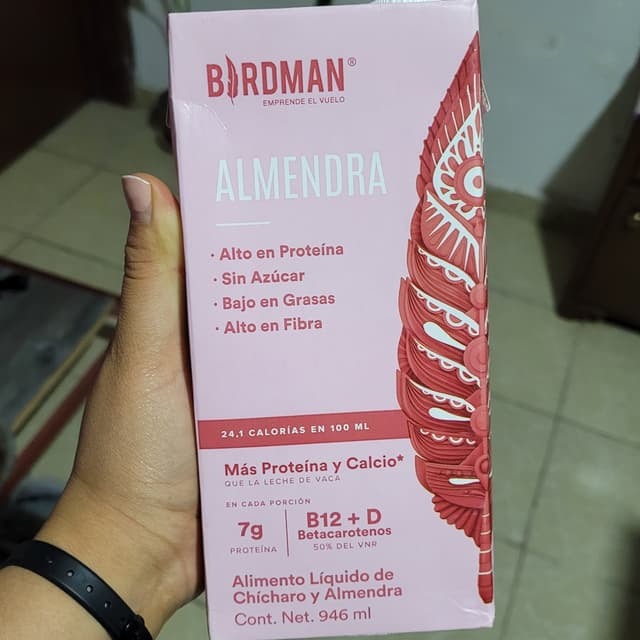 BIRDMAN®
EMPRENDE EL VUELO
ALMENDRA
· Alto en Proteína
· Sin Azúcar
· Bajo en Grasas
· Alto en Fibra
24,1 CALORÍAS EN 100 ML
Más Proteína y Calcio*
QUE LA LECHE DE VACA
EN CADA PORCIÓN
7g
PROTEÍNA
B12 + D
Betacarotenos
50% DEL VNR
Alimento Líquido de
Chícharo y Almendra
Cont. Net. 946 ml